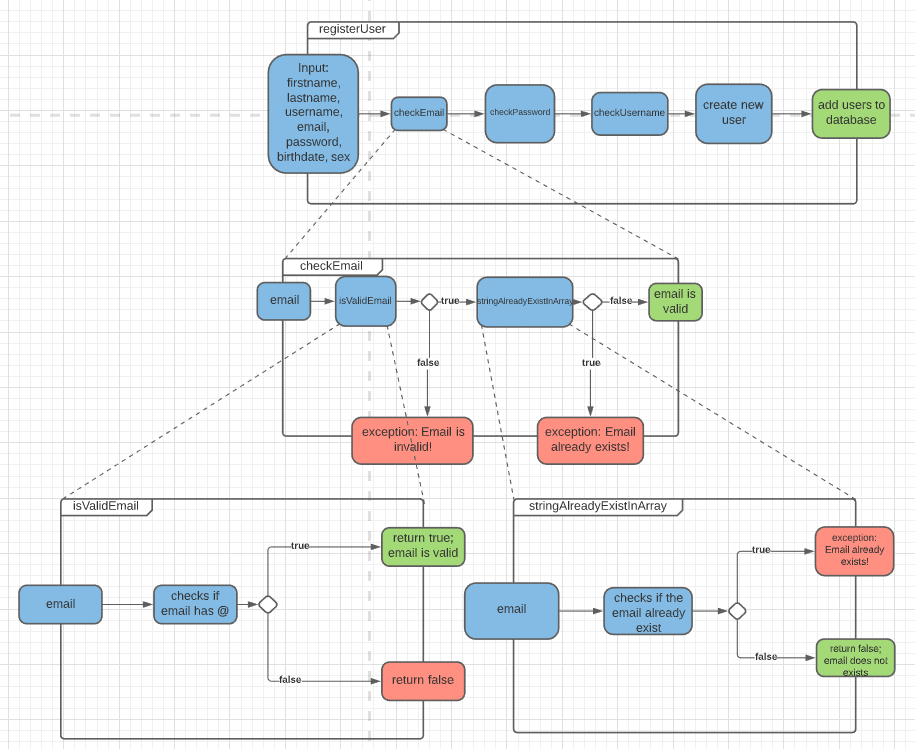 registerUser
Input:
firstname,
lastname,
username,
email,
password,
birthdate, sex
checkEmail
checkPassword
checkUsername
create new
user
add users to
database
checkEmail
email
isValidEmail
true
stringAlreadyExistInArray
false
email is
valid
false
true
exception: Email is
invalid!
exception: Email
already exists!
isValidEmail
email
checks if
email has @
true
return true;
email is valid
false
return false
stringAlreadyExistInArray
email
checks if the
email already
exist
true
exception:
Email already
exists!
false
return false;
email does not
exists